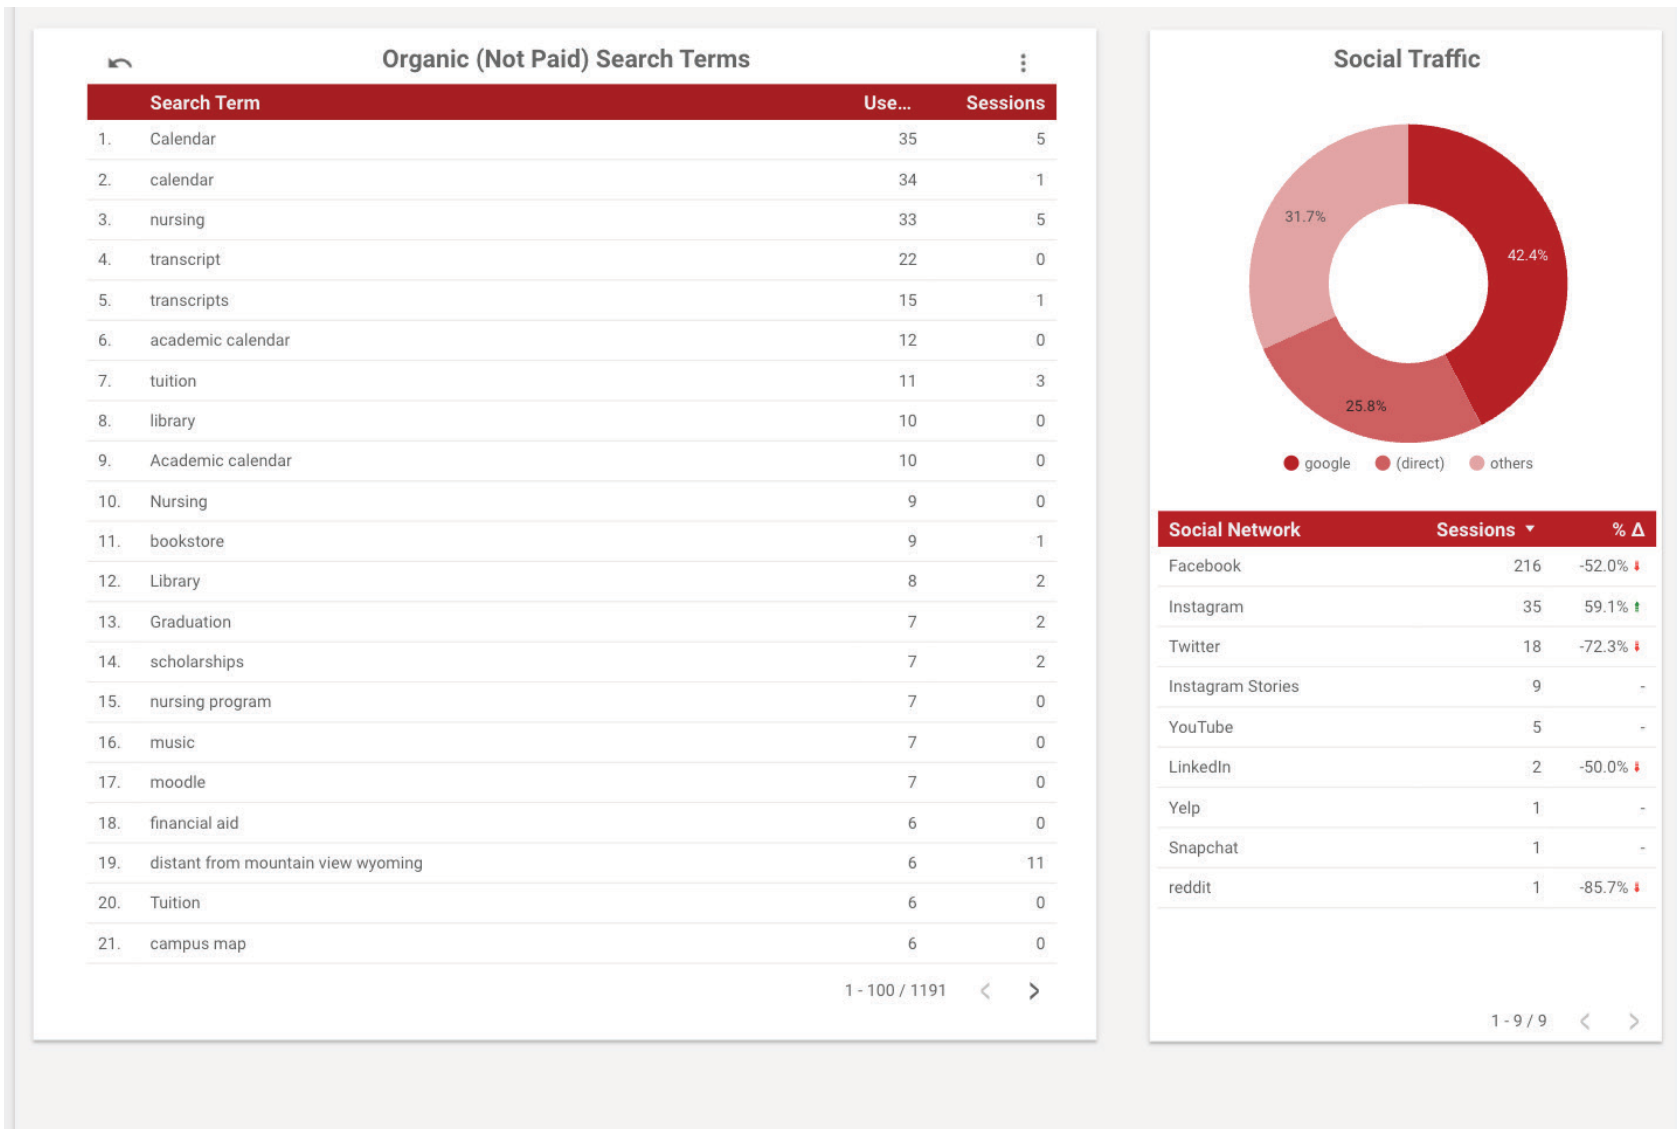 Organic (Not Paid) Search Terms
Search Term Use... Sessions
1. Calendar 35 5
2. calendar 34 1
3. nursing 33 5
4. transcript 22 0
5. transcripts 15 1
6. academic calendar 12 0
7. tuition 11 3
8. library 10 0
9. Academic calendar 10 0
10. Nursing 9 0
11. bookstore 9 1
12. Library 8 2
13. Graduation 7 2
14. scholarships 7 2
15. nursing program 7 0
16. music 7 0
17. moodle 7 0
18. financial aid 6 0
19. distant from mountain view wyoming 6 11
20. Tuition 6 0
21. campus map 6 0
1 - 100 / 1191
Social Traffic
31.7%
42.4%
25.8%
google (direct) others
Social Network Sessions % Δ
Facebook 216 -52.0%
Instagram 35 59.1%
Twitter 18 -72.3%
Instagram Stories 9 -
YouTube 5 -
LinkedIn 2 -50.0%
Yelp 1 -
Snapchat 1 -
reddit 1 -85.7%
1 - 9 / 9